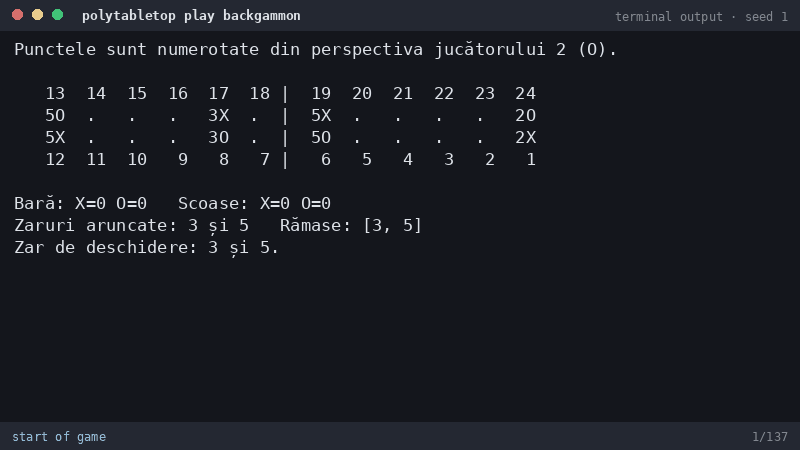 polytabletop play backgammon
terminal output · seed 1
Punctele sunt numerotate din perspectiva jucătorului 2 (O).
13 14 15 16 17 18 | 19 20 21 22 23 24
5O . . . 3X . | 5X . . . . 2O
5X . . . 3O . | 5O . . . . 2X
12 11 10 9 8 7 | 6 5 4 3 2 1
Bară: X=0 O=0 Scoase: X=0 O=0
Zaruri aruncate: 3 și 5 Rămase: [3, 5]
Zar de deschidere: 3 și 5.
start of game
1/137